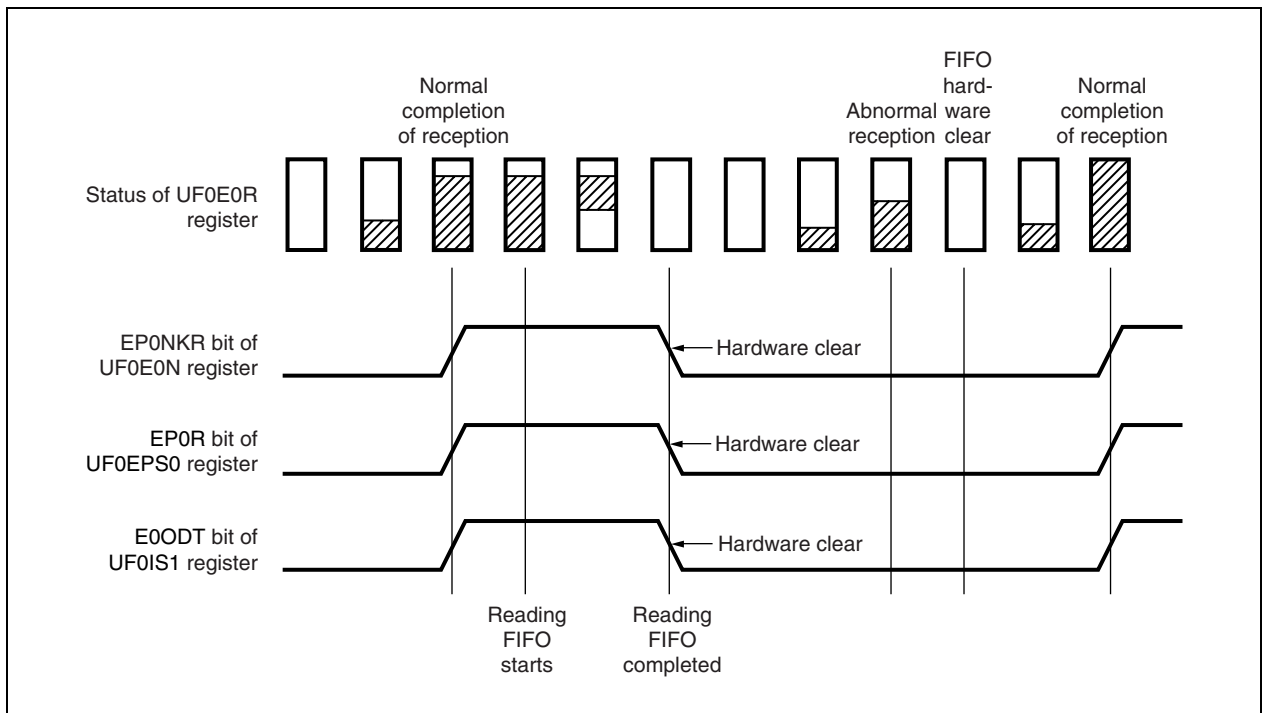 Normal
completion
of reception
Abnormal
reception
FIFO
hard-
ware
clear
Normal
completion
of reception
Status of UF0E0R
register
EP0NKR bit of
UF0E0N register
Hardware clear
EP0R bit of
UF0EPS0 register
Hardware clear
E0ODT bit of
UF0IS1 register
Hardware clear
Reading
FIFO
starts
Reading
FIFO
completed